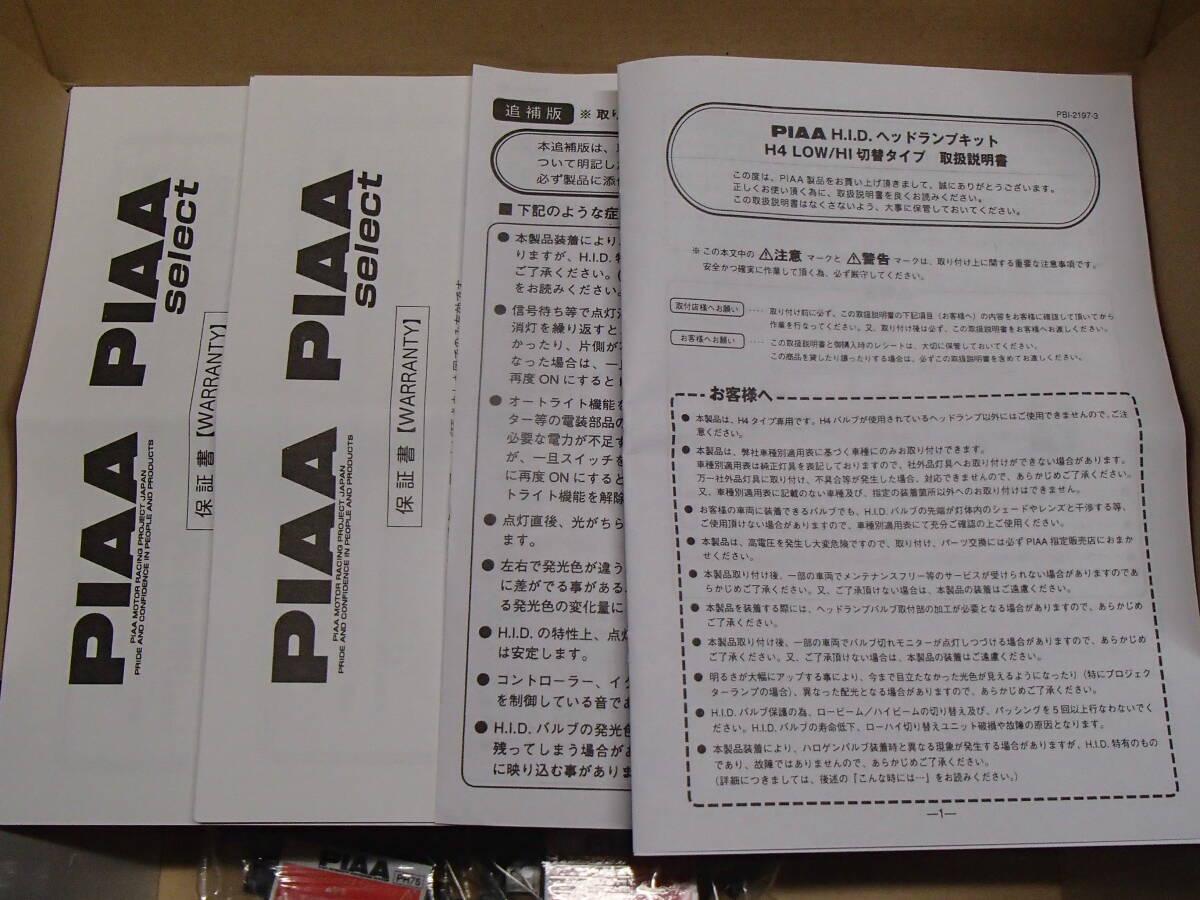 PIAA
select
PIAA
PIAA MOTOR RACING PROJECT JAPAN
PRIDE AND CONFIDENCE IN PEOPLE AND PRODUCTS
保証書【WARRANTY】
PIAA
select
PIAA
PIAA MOTOR RACING PROJECT JAPAN
PRIDE AND CONFIDENCE IN PEOPLE AND PRODUCTS
保証書【WARRANTY】
追補版 ※取り
本追補版は、
ついて明記し
必ず製品に添
■ 下記のような症
● 本製品装着により、
りますが、H.I.D.
ご了承ください。(
をお読みください。
● 信号待ち等で点灯
消灯を繰り返すと、
かったり、片側が
なった場合は、一旦
再度 ONにすると
● オートライト機能を
ター等の電装部品の
必要な電力が不足す
が、一旦スイッチを
に再度 ONにすると
トライト機能を解除
● 点灯直後、光がちら
ます。
● 左右で発光色が違う
に差がでる事がある
る発光色の変化量に
● H.I.D.の特性上、点灯
は安定します。
● コントローラー、イグ
を制御している音であ
● H.I.D.バルブの発光色
残ってしまう場合があ
に映り込む事がありま
PBI-2197-3
PIAA H.I.D.ヘッドランプキット
H4 LOW/HI 切替タイプ 取扱説明書
この度は、PIAA 製品をお買い上げ頂きまして、誠にありがとうございます。
正しくお使い頂く為に、取扱説明書を良くお読みください。
この取扱説明書はなくさないよう、大事に保管しておいてください。
※この本文中の ⚠注意 マークと ⚠警告 マークは、取り付け上に関する重要な注意事項です。
安全かつ確実に作業して頂く為、必ず厳守してください。
取付店様へお願い ‥‥ 取り付け前に必ず、この取扱説明書の下記項目（お客様へ）の内容をお客様に確認して頂いてから
作業を行なってください。又、取り付け後は必ず、この取扱説明書をお客様へお渡しください。
お客様へお願い ‥‥ この取扱説明書と御購入時のレシートは、大切に保管しておいてください。
この商品を貸したり譲ったりする場合は、必ずこの取扱説明書を含めてお渡しください。
お客様へ
● 本製品は、H4タイプ専用です。H4バルブが使用されているヘッドランプ以外にはご使用できませんので、ご注
意ください。
● 本製品は、弊社車種別適用表に基づく車種にのみお取り付けできます。
車種別適用表は純正灯具を表記しておりますので、社外品灯具へお取り付けができない場合があります。
万一社外品灯具に取り付け、不具合等が発生した場合、対応できませんので、あらかじめご了承ください。
又、車種別適用表に記載のない車種及び、指定の装着箇所以外へのお取り付けはできません。
● お客様の車両に装着できるバルブでも、H.I.D.バルブの先端が灯体内のシェードやレンズと干渉する等、
ご使用頂けない場合がありますので、車種別適用表にて充分ご確認の上ご使用ください。
● 本製品は、高電圧を発生し大変危険ですので、取り付け、パーツ交換には必ず PIAA 指定販売店におまか
せください。
● 本製品取り付け後、一部の車両でメンテナンスフリー等のサービスが受けられない場合がありますのであ
らかじめご了承ください。又、ご了承頂けない場合は、本製品の装着はご遠慮ください。
● 本製品を装着する際には、ヘッドランプバルブ取付部の加工が必要となる場合がありますので、あらかじめ
ご了承ください。
● 本製品取り付け後、一部の車両でバルブ切れモニターが点灯しつづける場合がありますので、あらかじめ
ご了承ください。又、ご了承頂けない場合は、本製品の装着はご遠慮ください。
● 明るさが大幅にアップする事により、今まで目立たなかった光色が見えるようになったり（特にプロジェク
ターランプの場合）、異なった配光となる場合がありますので、あらかじめご了承ください。
● H.I.D.バルブ保護の為、ロービーム／ハイビームの切り替え及び、パッシングを5回以上行なわないでく
ださい。H.I.D.バルブの寿命低下、ローハイ切り替えユニット破損や故障の原因となります。
● 本製品装着により、ハロゲンバルブ装着時と異なる現象が発生する場合がありますが、H.I.D.特有のもの
であり、故障ではありませんので、あらかじめご了承ください。
（詳細につきましては、後述の『こんな時には…』をお読みください。）
―1―
PIAA
PH75